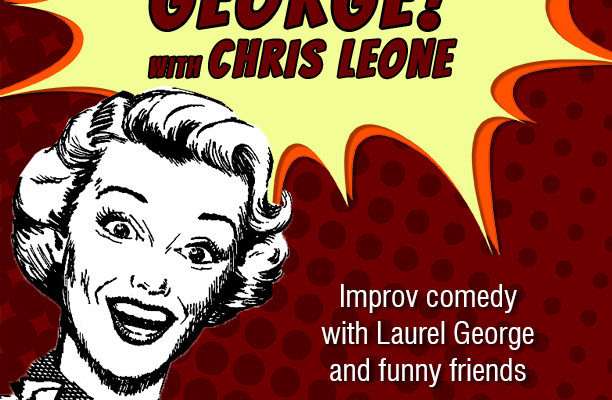 GEORGE!
WITH CHRIS LEONE
Improv comedy
with Laurel George
and funny friends